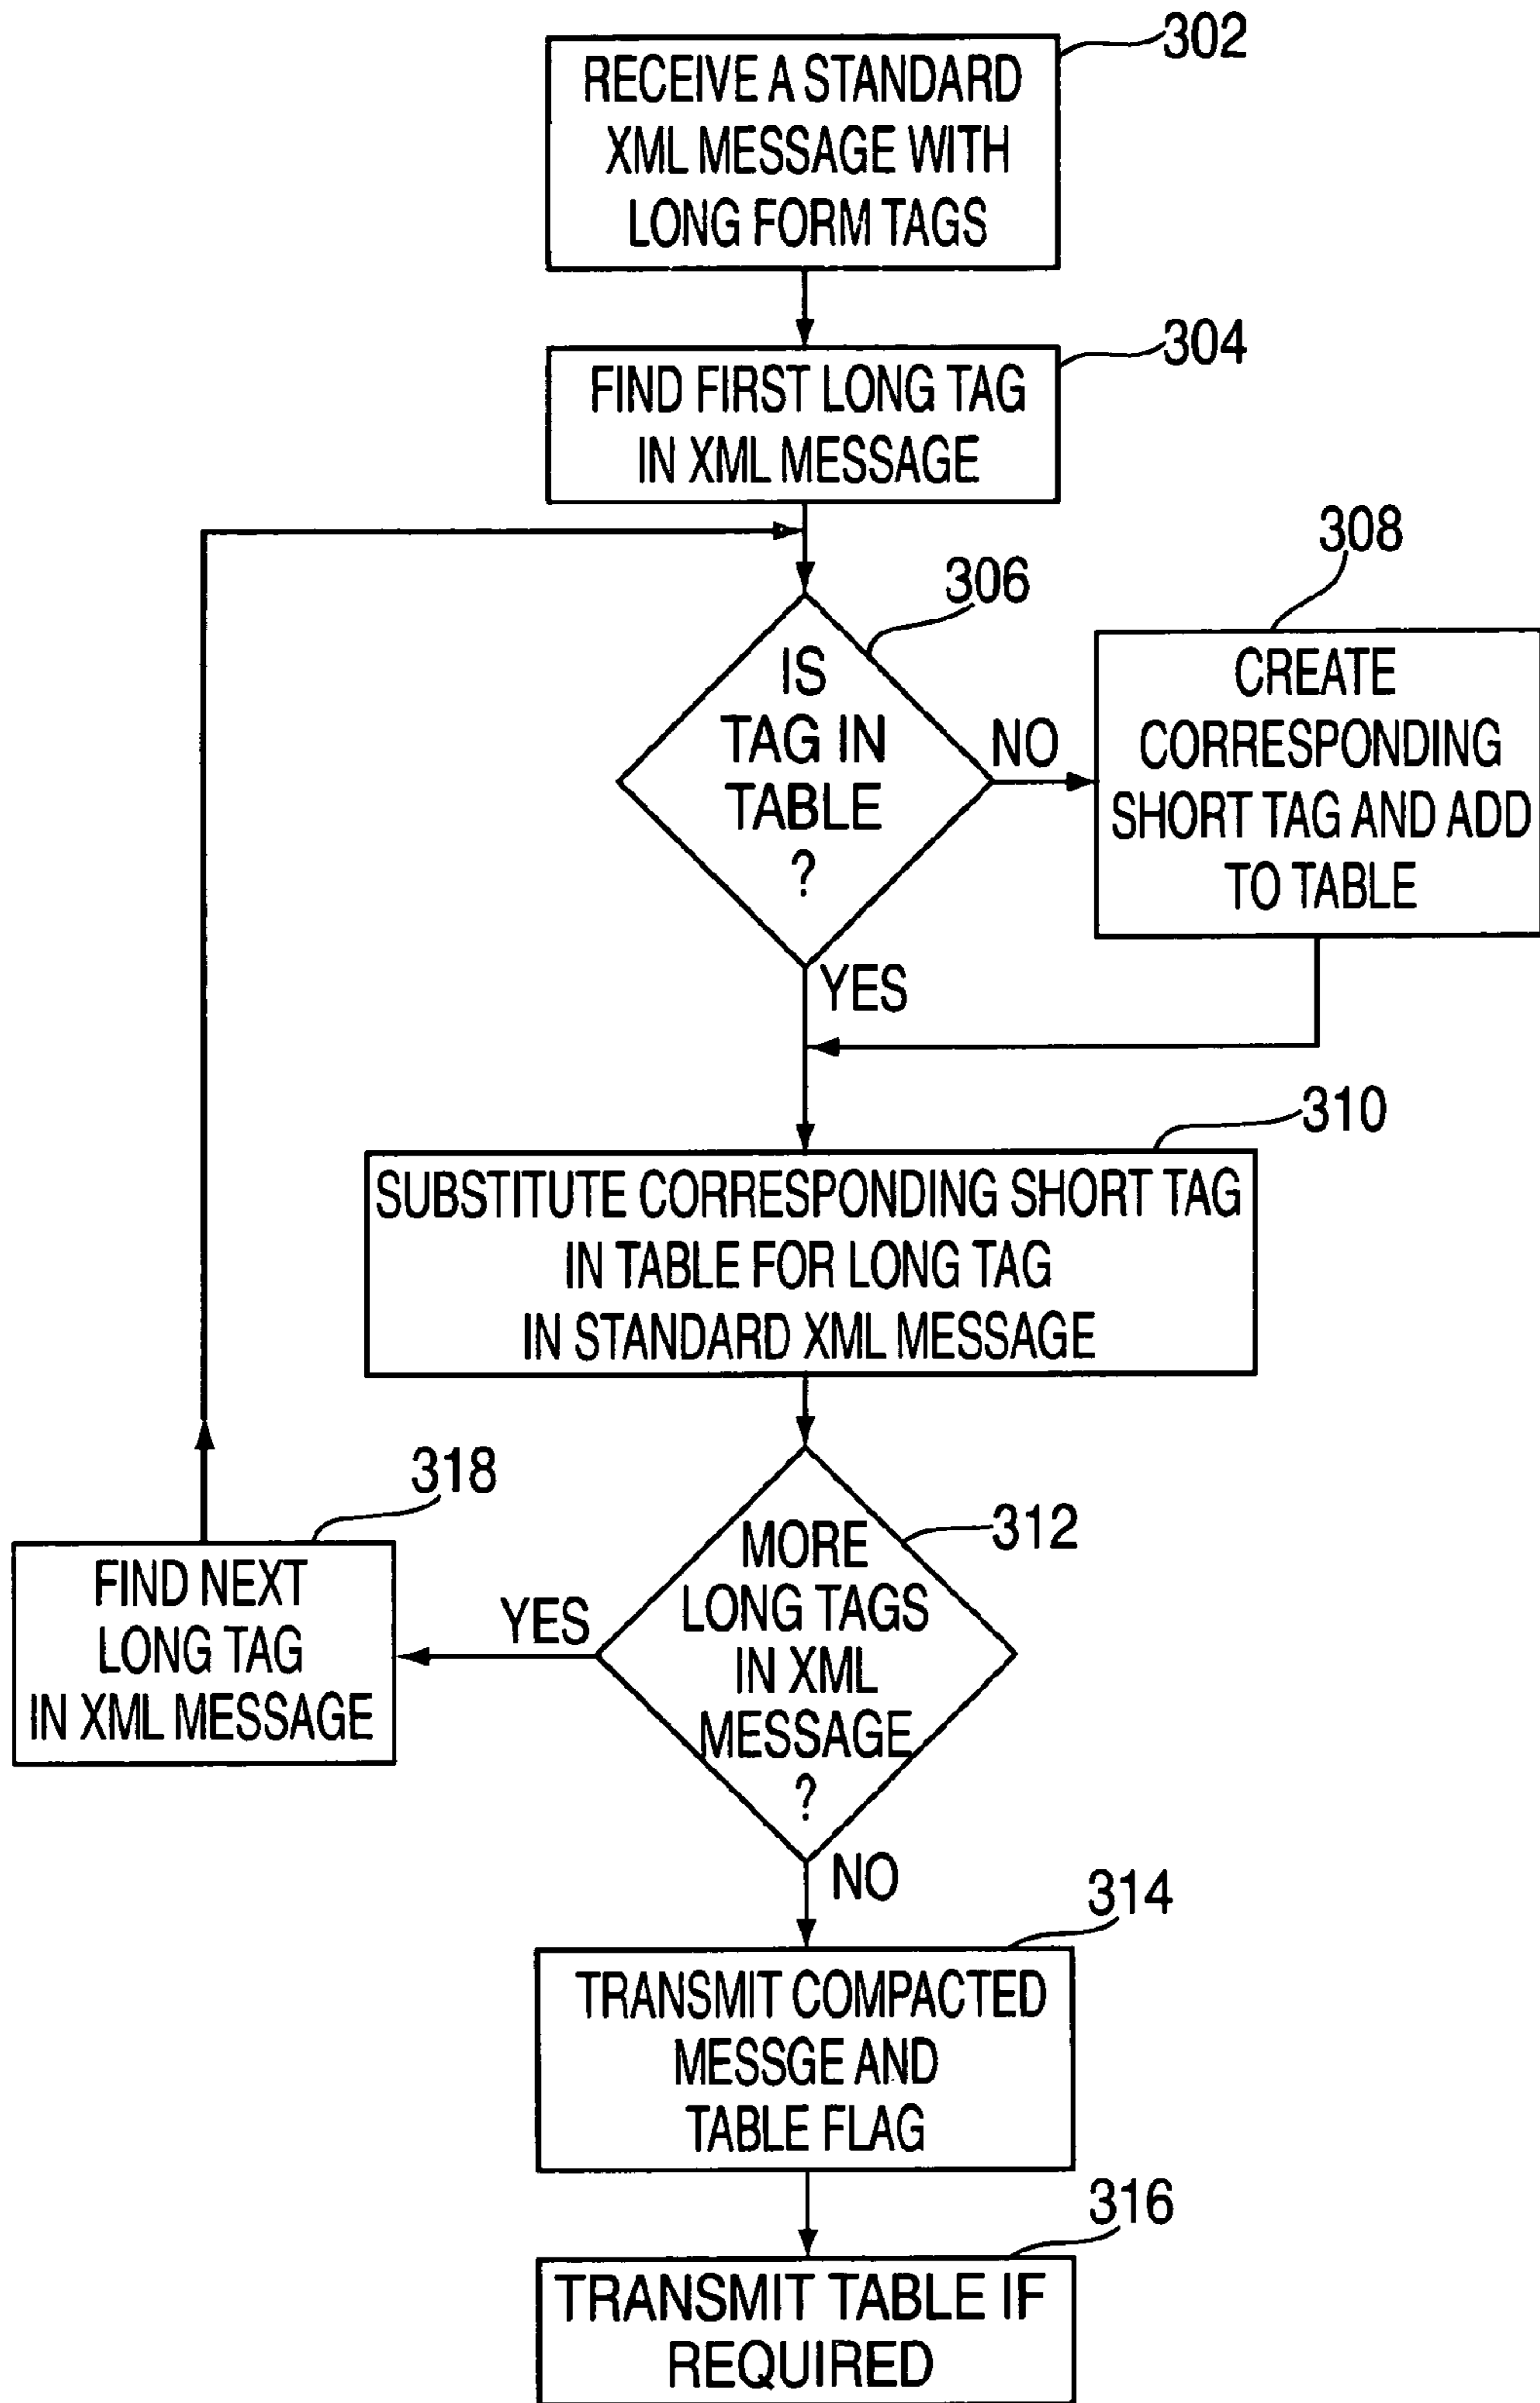 302
RECEIVE A STANDARD
XML MESSAGE WITH
LONG FORM TAGS
304
FIND FIRST LONG TAG
IN XML MESSAGE
306
IS
TAG IN
TABLE
?
NO
308
CREATE
CORRESPONDING
SHORT TAG AND ADD
TO TABLE
YES
310
SUBSTITUTE CORRESPONDING SHORT TAG
IN TABLE FOR LONG TAG
IN STANDARD XML MESSAGE
312
MORE
LONG TAGS
IN XML
MESSAGE
?
YES
318
FIND NEXT
LONG TAG
IN XML MESSAGE
NO
314
TRANSMIT COMPACTED
MESSGE AND
TABLE FLAG
316
TRANSMIT TABLE IF
REQUIRED